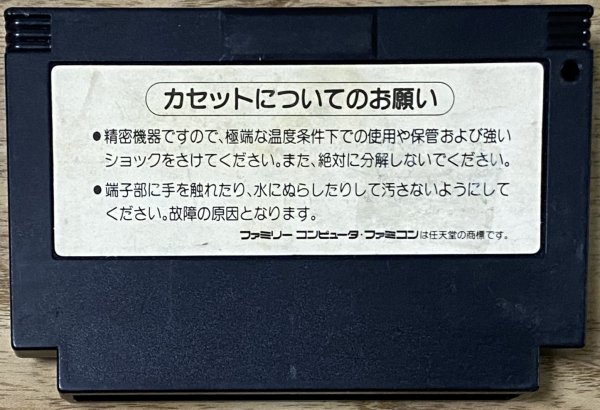 カセットについてのお願い
●精密機器ですので、極端な温度条件下での使用や保管および強い
ショックをさけてください。また、絶対に分解しないでください。
●端子部に手を触れたり、水にぬらしたりして汚さないようにして
ください。故障の原因となります。
ファミリー コンピュータ・ファミコンは任天堂の商標です。